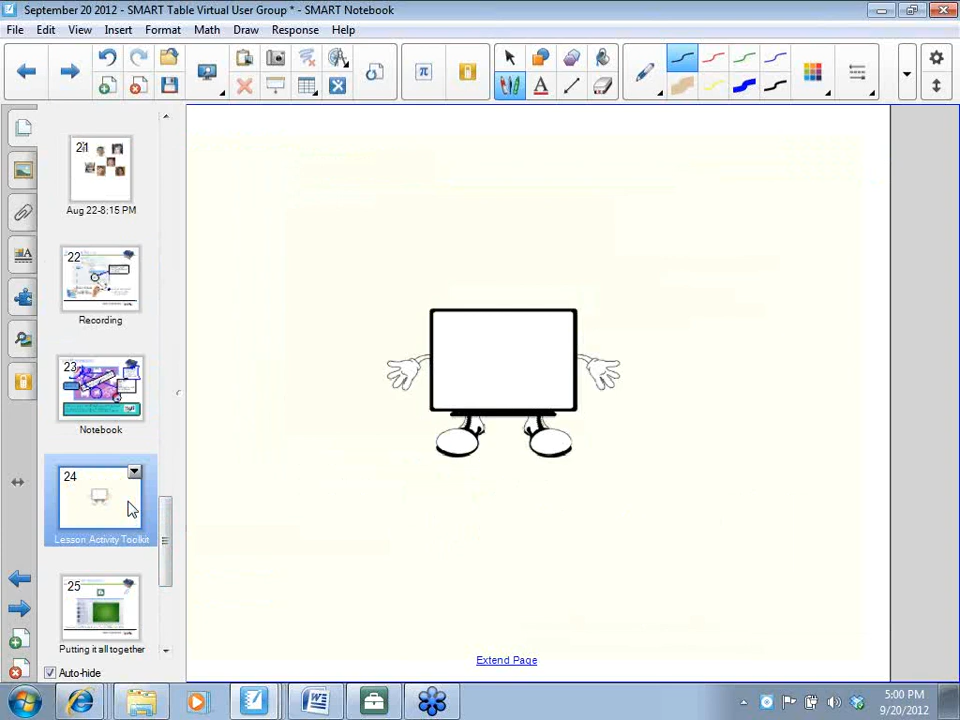 September 20 2012 - SMART Table Virtual User Group * - SMART Notebook
File Edit View Insert Format Math Draw Response Help
21
Aug 22-8:15 PM
22
Recording
23
Notebook
24
Lesson Activity Toolkit
25
Putting it all together
Auto-hide
Extend Page
5:00 PM
9/20/2012